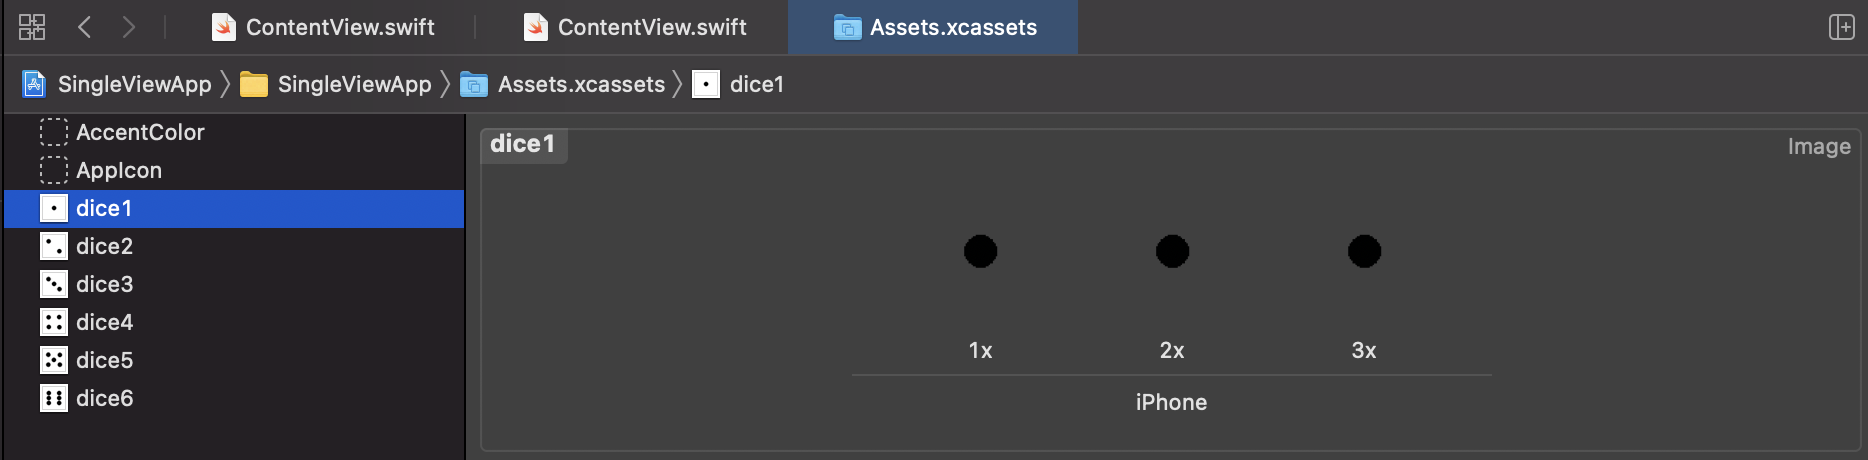 ContentView.swift
ContentView.swift
Assets.xcassets
SingleViewApp
SingleViewApp
Assets.xcassets
dice1
AccentColor
AppIcon
dice1
dice2
dice3
dice4
dice5
dice6
dice1
Image
1x
2x
3x
iPhone